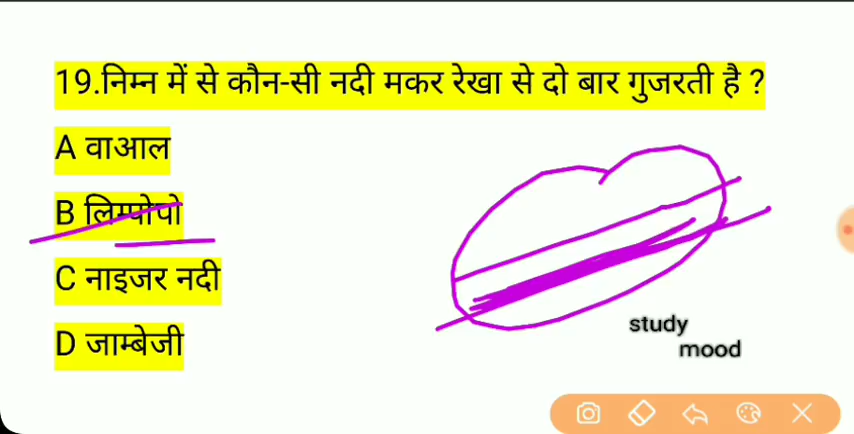 19.निम्न में से कौन-सी नदी मकर रेखा से दो बार गुजरती है ?
A वाआल
B लिम्पोपो
C नाइजर नदी
D जाम्बेजी
study
mood